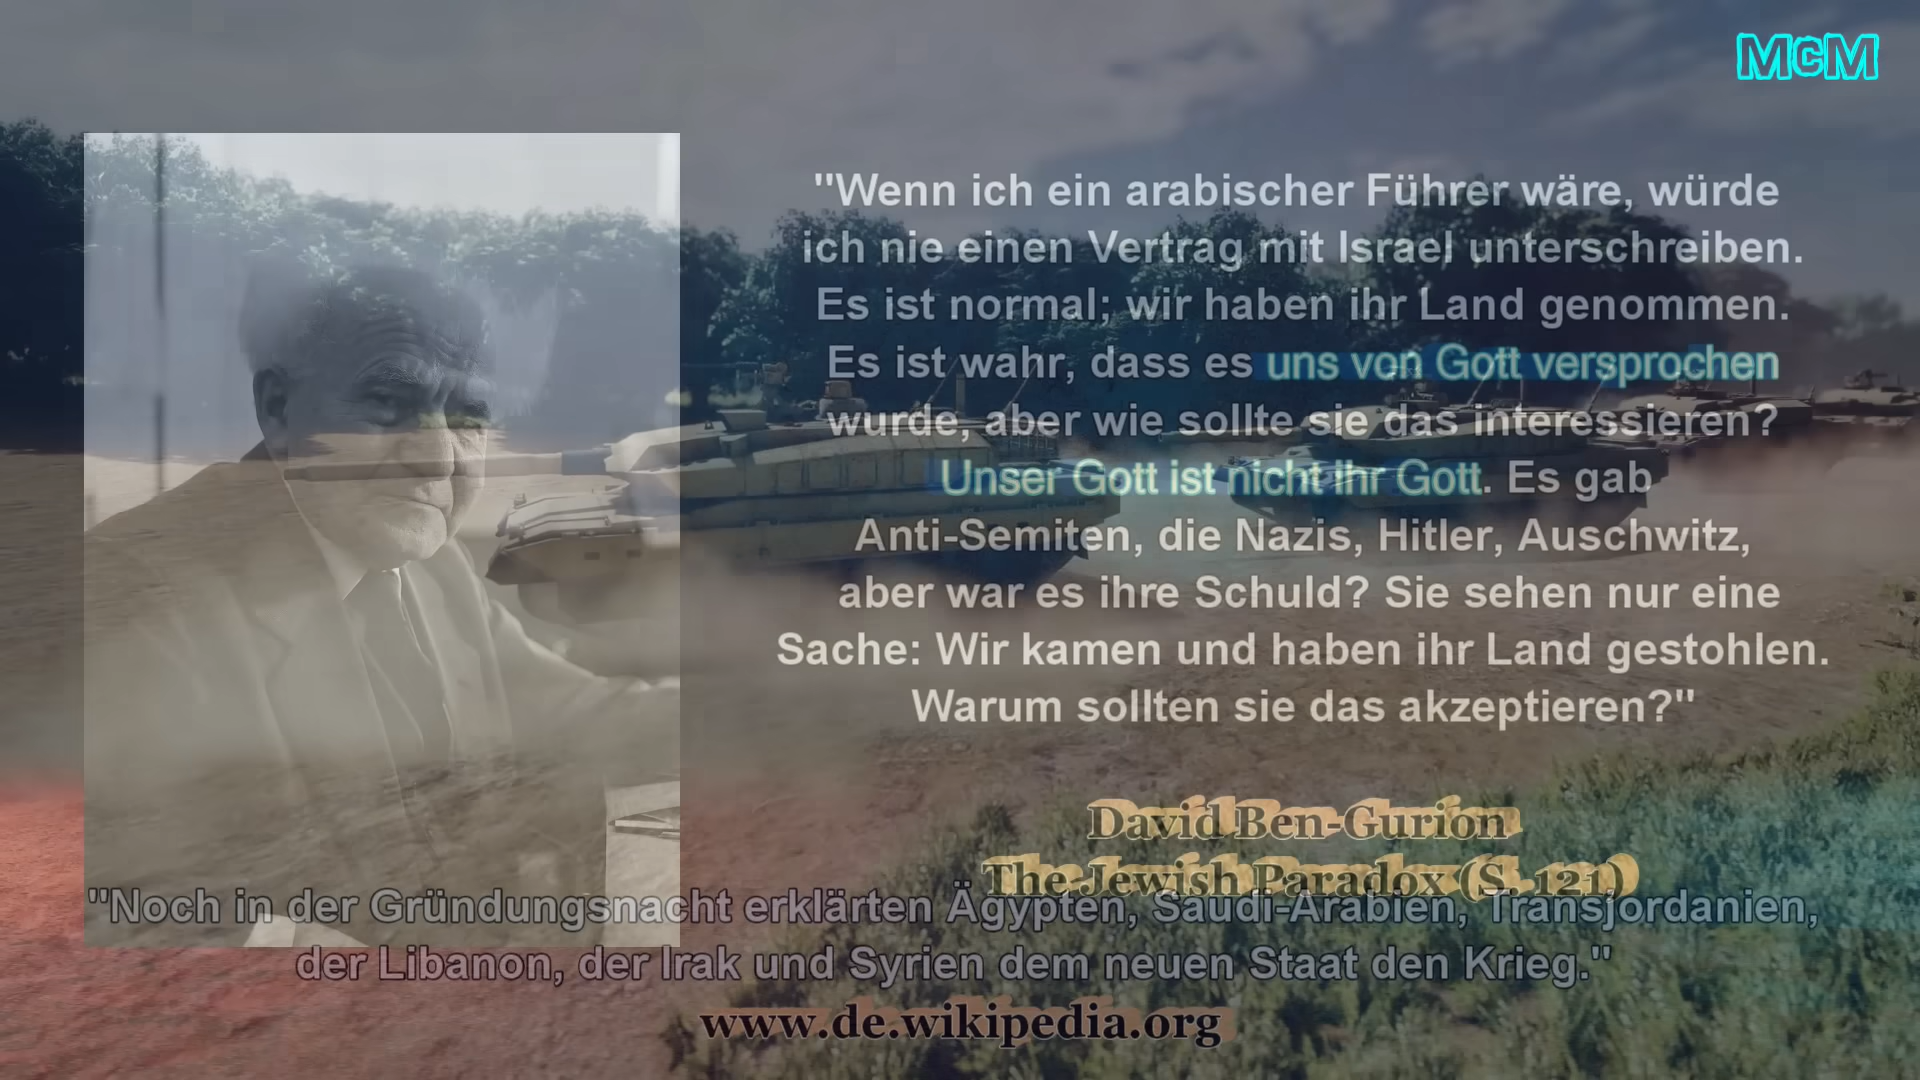 McM
"Wenn ich ein arabischer Führer wäre, würde
ich nie einen Vertrag mit Israel unterschreiben.
Es ist normal; wir haben ihr Land genommen.
Es ist wahr, dass es uns von Gott versprochen
wurde, aber wie sollte sie das interessieren?
Unser Gott ist nicht ihr Gott. Es gab
Anti-Semiten, die Nazis, Hitler, Auschwitz,
aber war es ihre Schuld? Sie sehen nur eine
Sache: Wir kamen und haben ihr Land gestohlen.
Warum sollten sie das akzeptieren?"
David Ben-Gurion
The Jewish Paradox (S. 121)
"Noch in der Gründungsnacht erklärten Ägypten, Saudi-Arabien, Transjordanien,
der Libanon, der Irak und Syrien dem neuen Staat den Krieg."
www.de.wikipedia.org